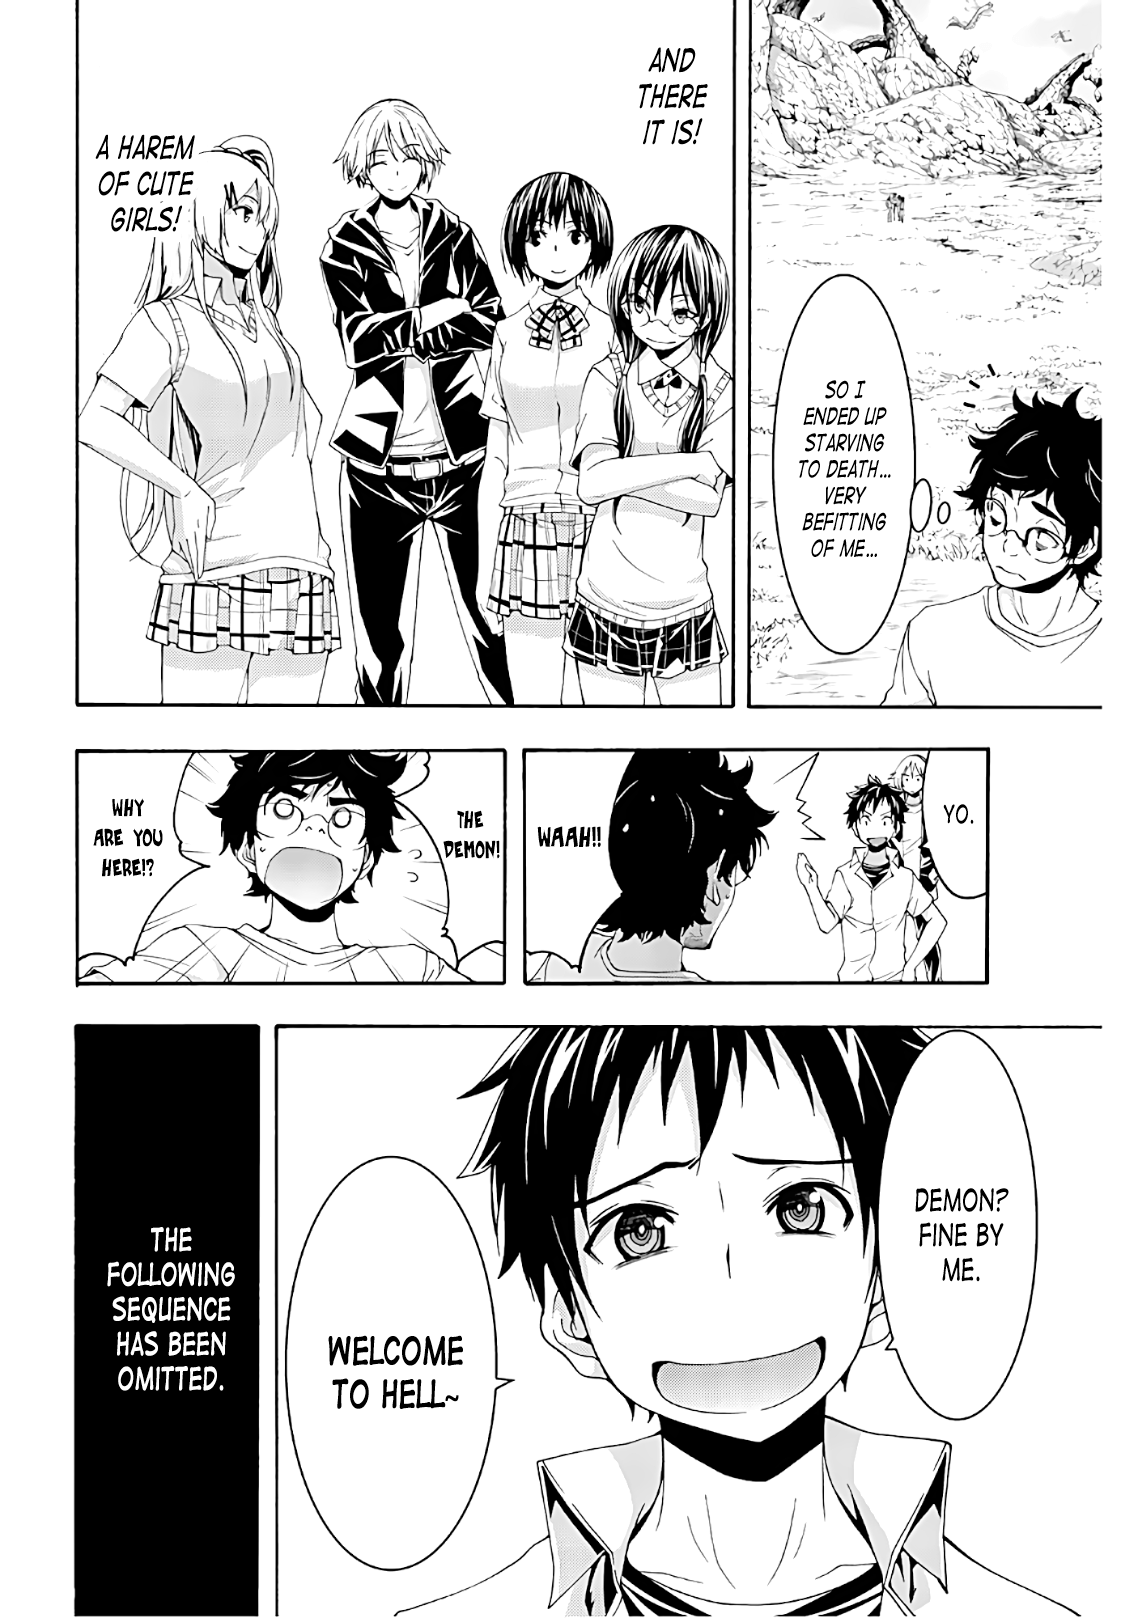 SO I
ENDED UP
STARVING
TO DEATH...
VERY
BEFITTING
OF ME...
AND
THERE
IT IS!
A HAREM
OF CUTE
GIRLS!
YO.
WAAH!!
THE
DEMON!
WHY
ARE YOU
HERE!?
DEMON?
FINE BY
ME.
WELCOME
TO HELL~
THE
FOLLOWING
SEQUENCE
HAS BEEN
OMITTED.